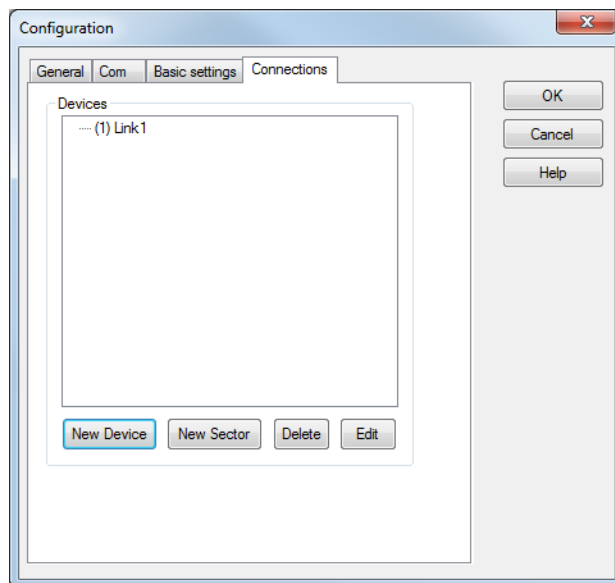 Configuration
X
General Com Basic settings Connections
Devices
(1) Link1
New Device New Sector Delete Edit
OK
Cancel
Help